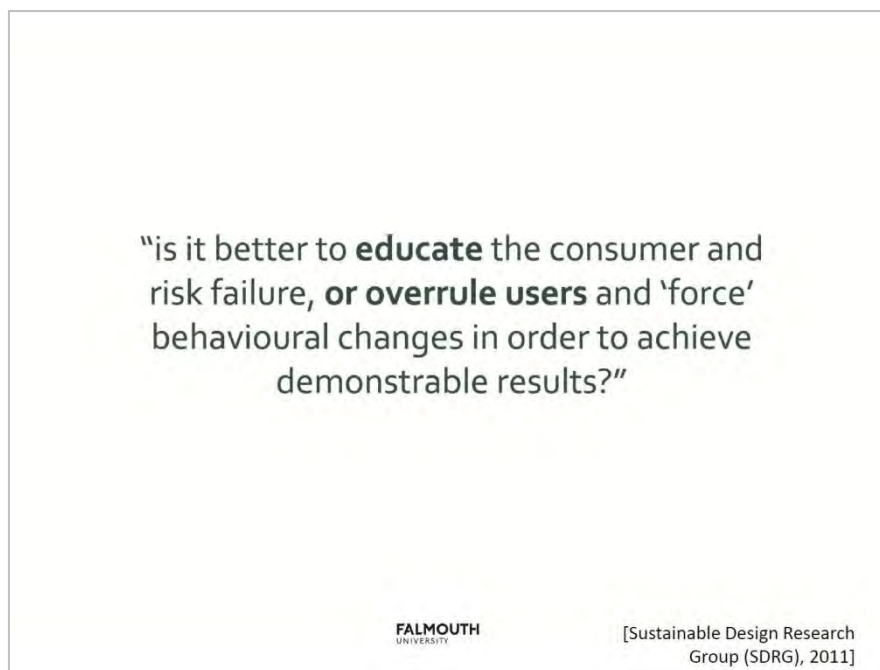 “is it better to educate the consumer and
risk failure, or overrule users and ‘force’
behavioural changes in order to achieve
demonstrable results?”
FALMOUTH
UNIVERSITY
[Sustainable Design Research
Group (SDRG), 2011]